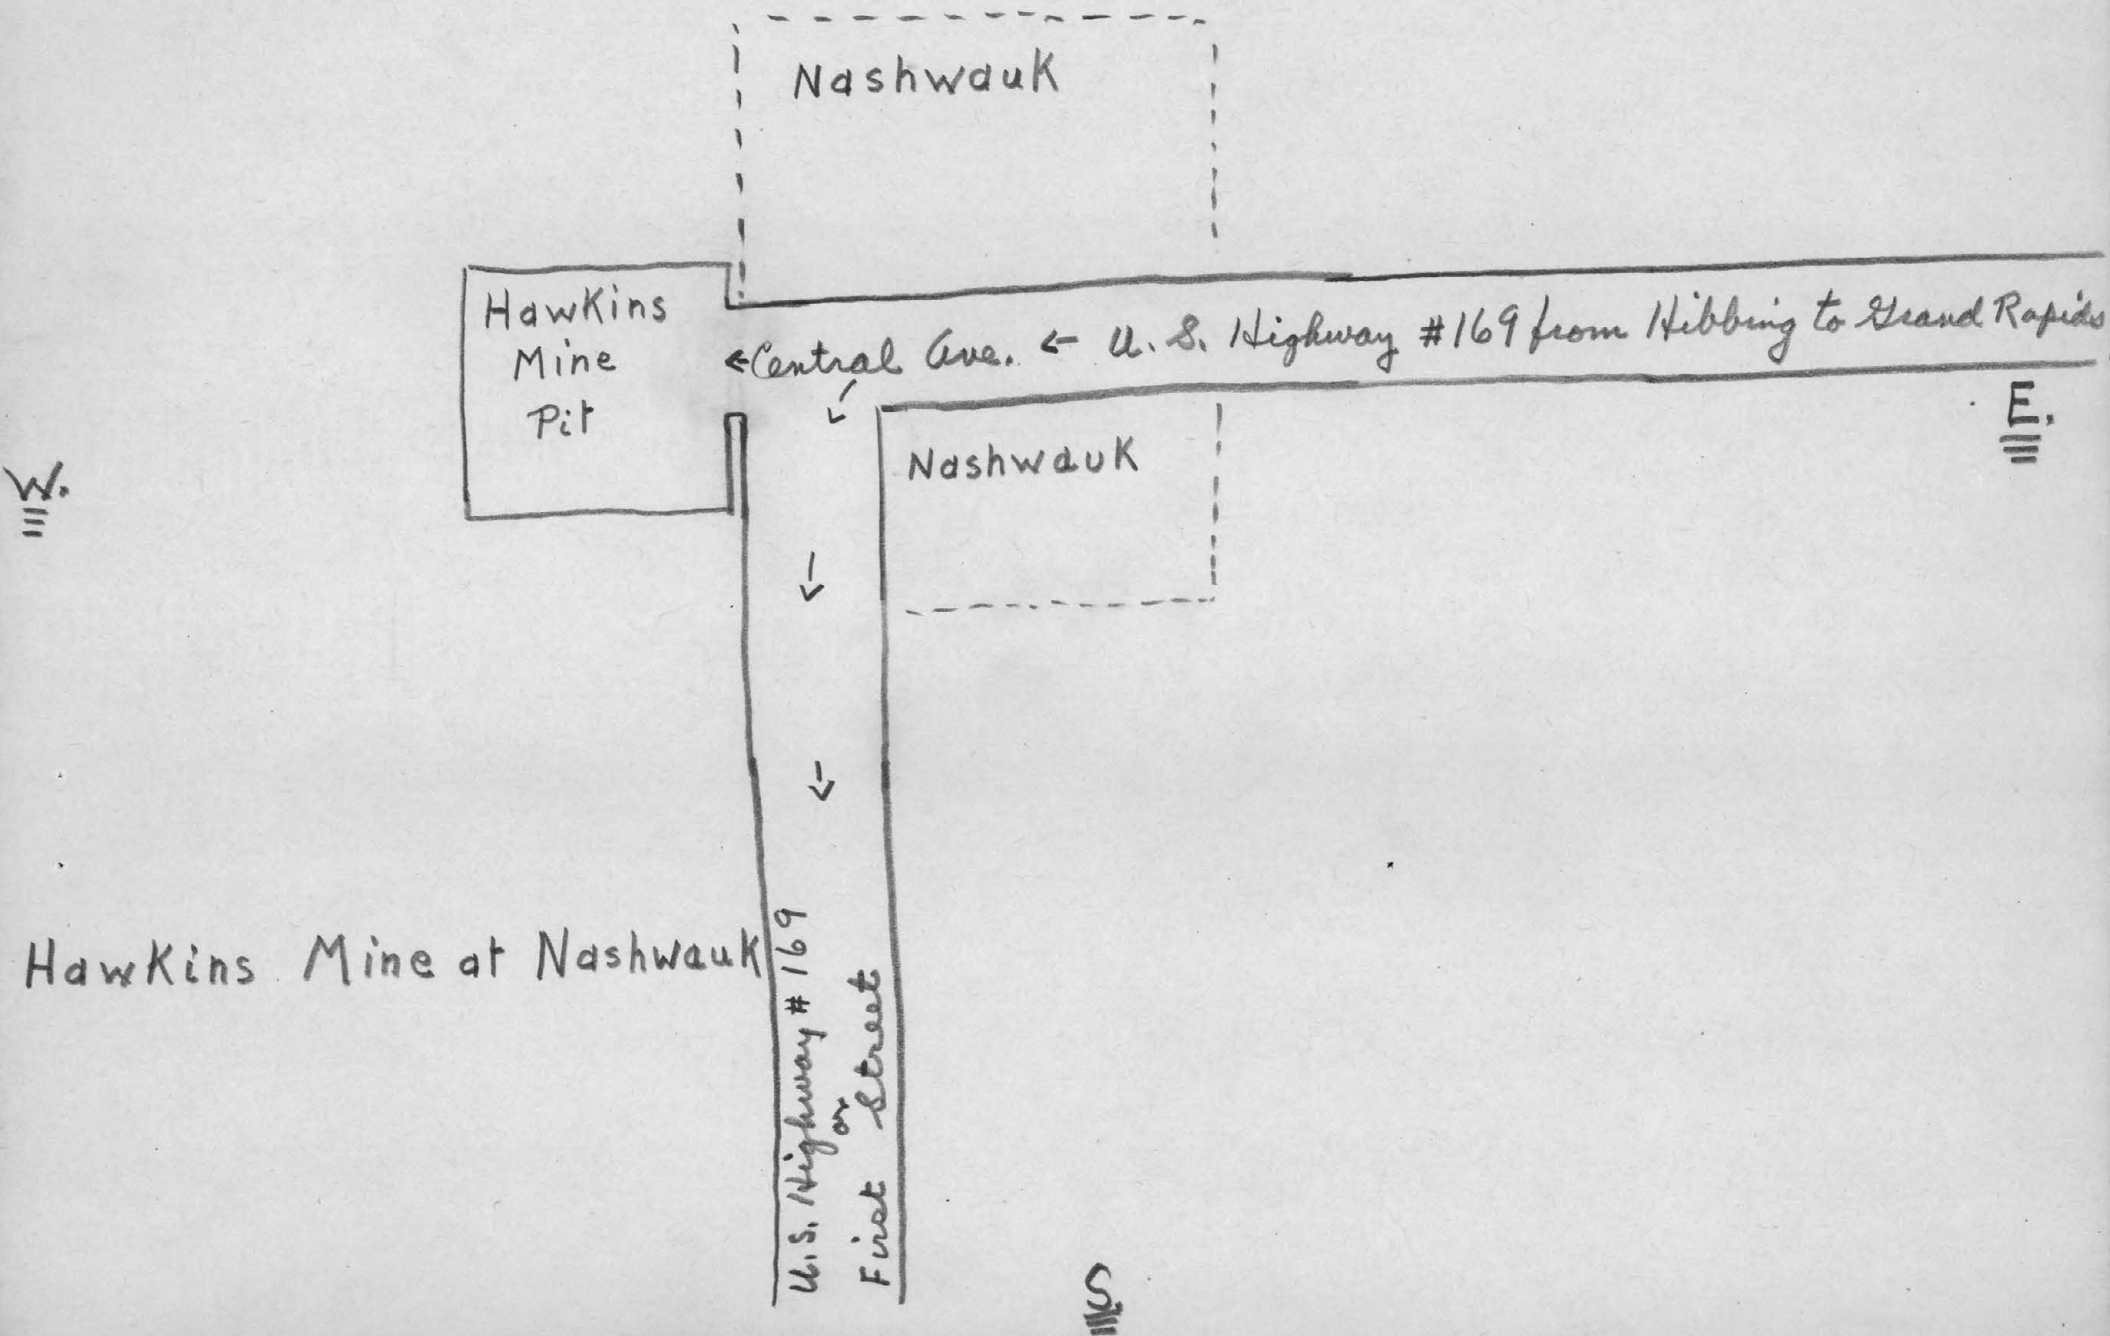 Nashwauk
Hawkins
Mine
Pit
←Central Ave. ← U.S. Highway #169 from Hibbing to Grand Rapids
Nashwauk
E.
W.
Hawkins Mine at Nashwauk
U.S. Highway #169
or
First Street
S